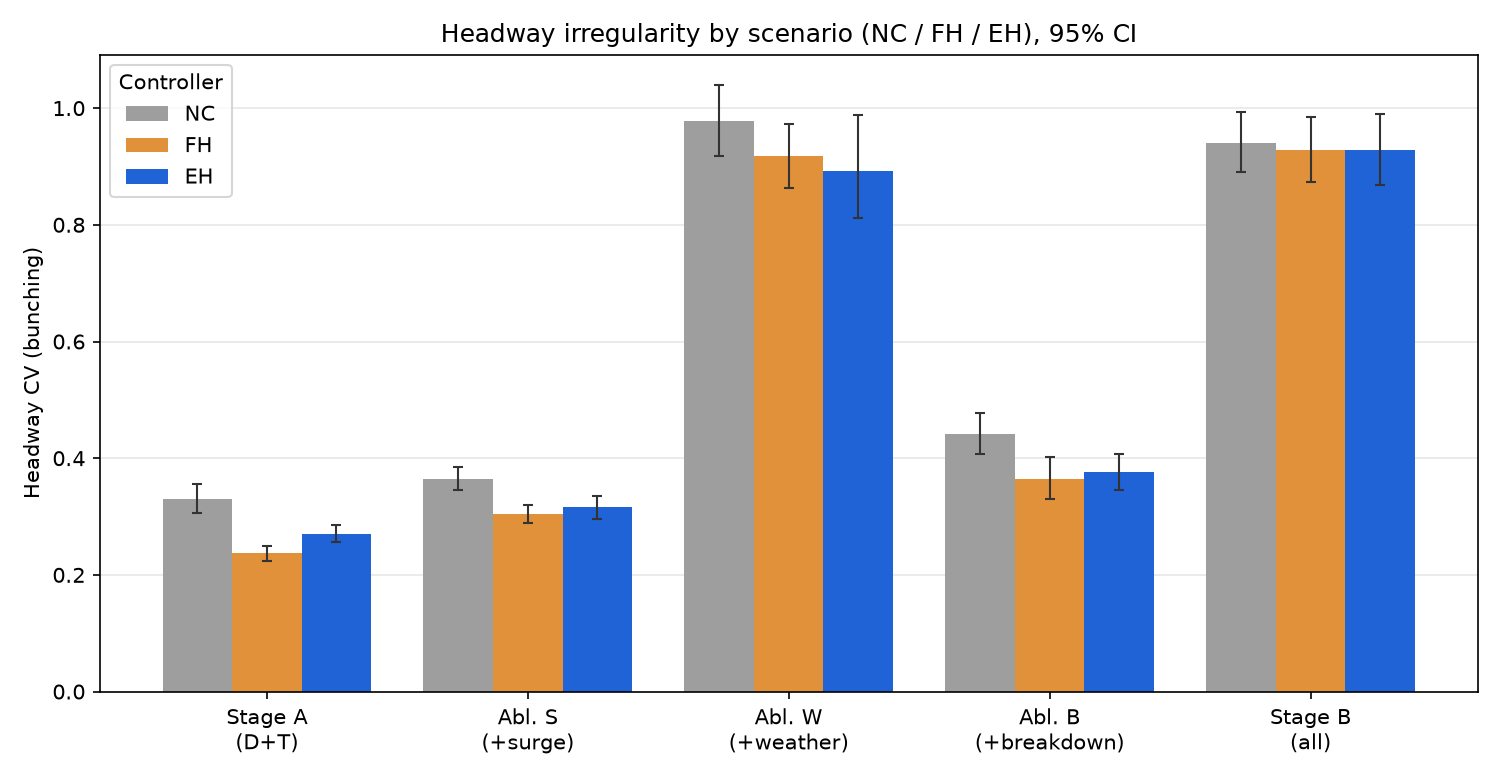 Headway irregularity by scenario (NC / FH / EH), 95% CI
Controller
NC
FH
EH
Headway CV (bunching)
1.0
0.8
0.6
0.4
0.2
0.0
Stage A
(D+T)
Abl. S
(+surge)
Abl. W
(+weather)
Abl. B
(+breakdown)
Stage B
(all)